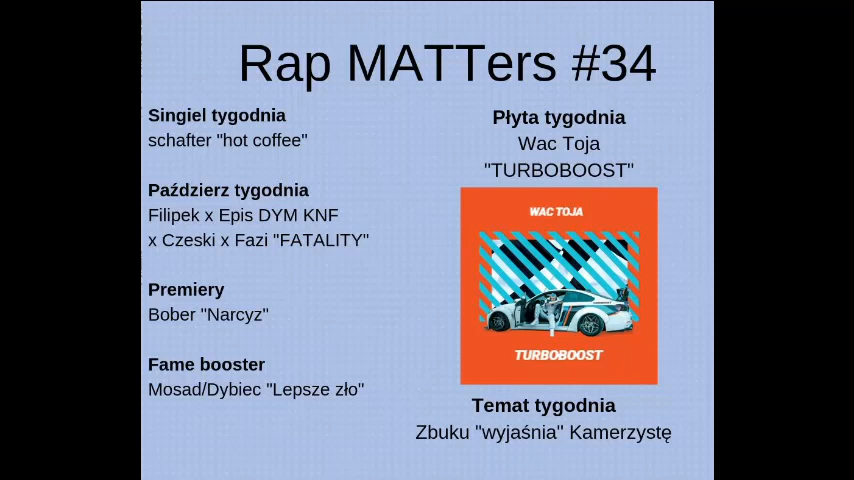 Rap MATTers #34
Singiel tygodnia
schafter "hot coffee"
Paździerz tygodnia
Filipek x Epis DYM KNF
x Czeski x Fazi "FATALITY"
Premiery
Bober "Narcyz"
Fame booster
Mosad/Dybiec "Lepsze zło"
Płyta tygodnia
Wac Toja
"TURBOBOOST"
WAC TOJA
TURBOBOOST
Temat tygodnia
Zbuku "wyjaśnia" Kamerzystę